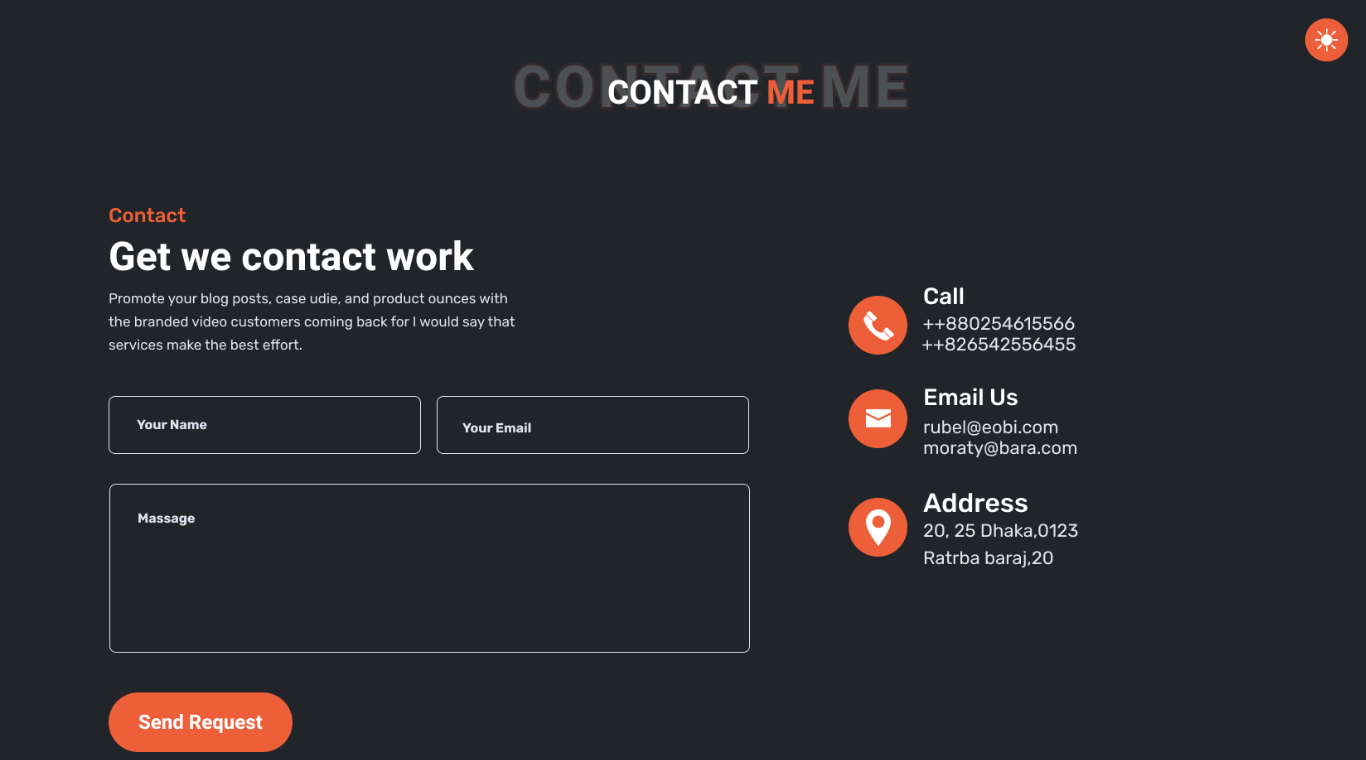 CONTACT ME
CONTACT ME
Contact
Get we contact work
Promote your blog posts, case udie, and product ounces with
the branded video customers coming back for I would say that
services make the best effort.
Your Name
Your Email
Massage
Send Request
Call
++880254615566
++826542556455
Email Us
rubel@eobi.com
moraty@bara.com
Address
20, 25 Dhaka,0123
Ratrba baraj,20